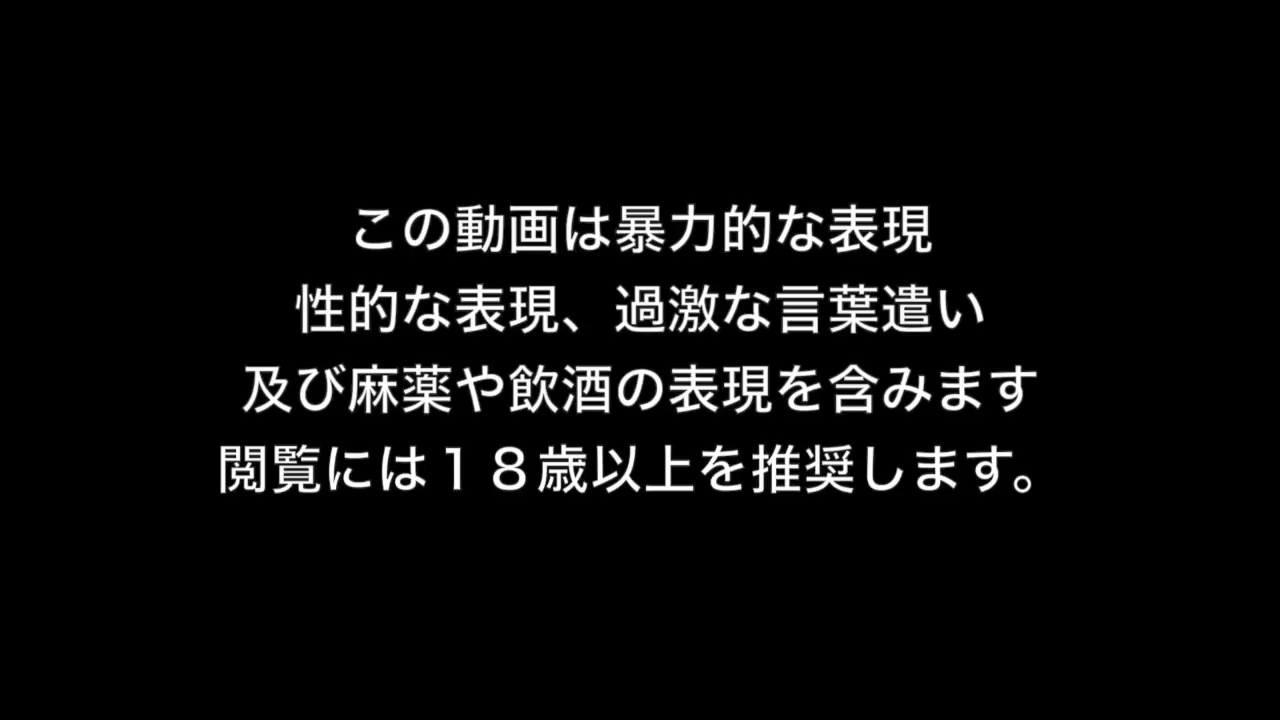 この動画は暴力的な表現
性的な表現、過激な言葉遣い
及び麻薬や飲酒の表現を含みます
閲覧には１８歳以上を推奨します。